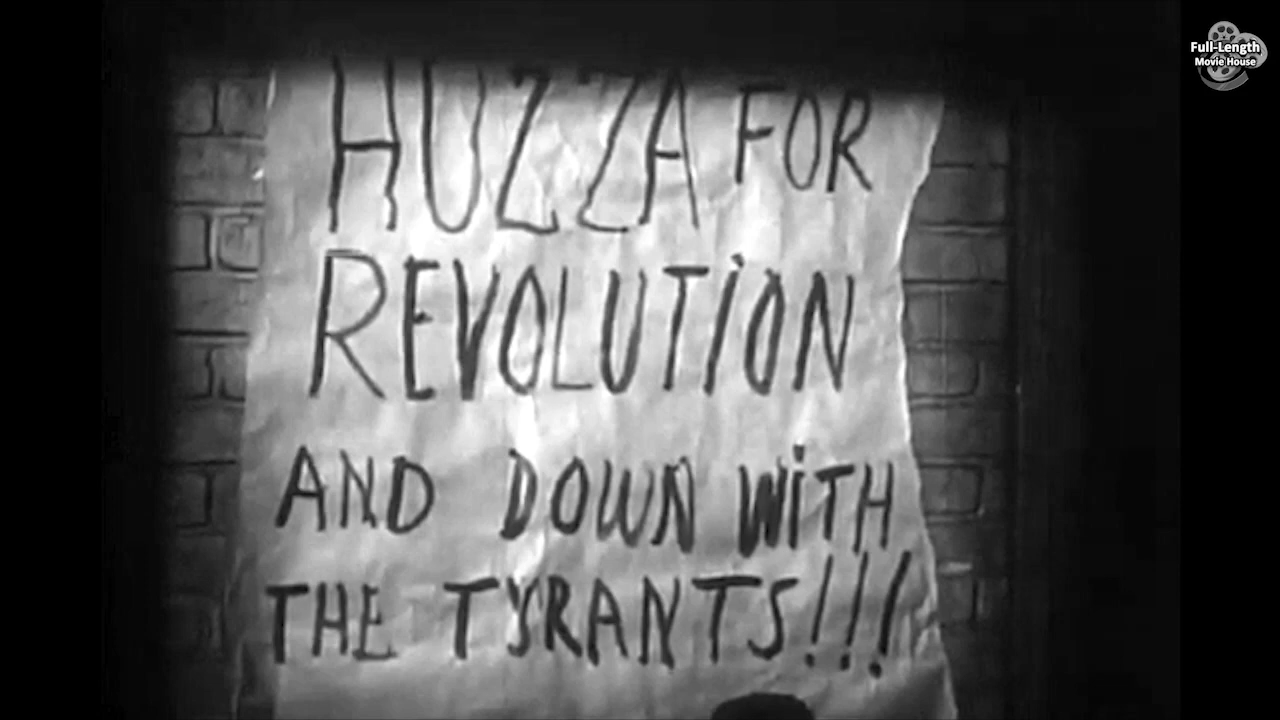 HUZZA FOR
REVOLUTiON
AND DOWN WiTH
THE TYRANTS!!!
Full-Length
Movie House